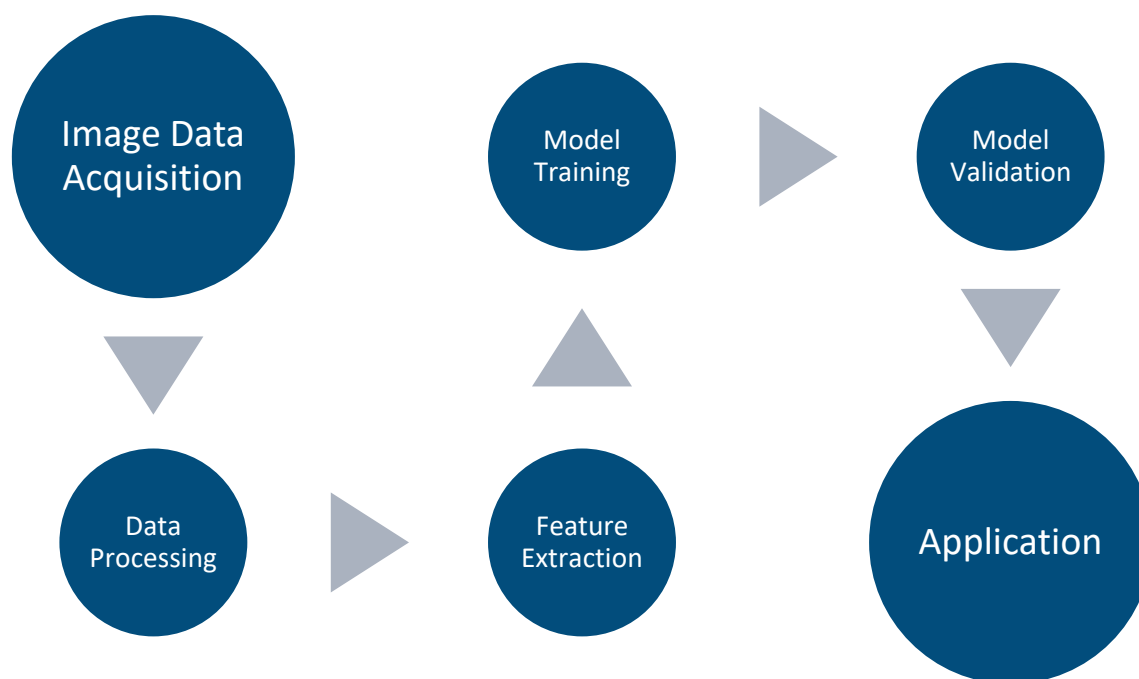 Image Data
Acquisition
Data
Processing
Feature
Extraction
Model
Training
Model
Validation
Application